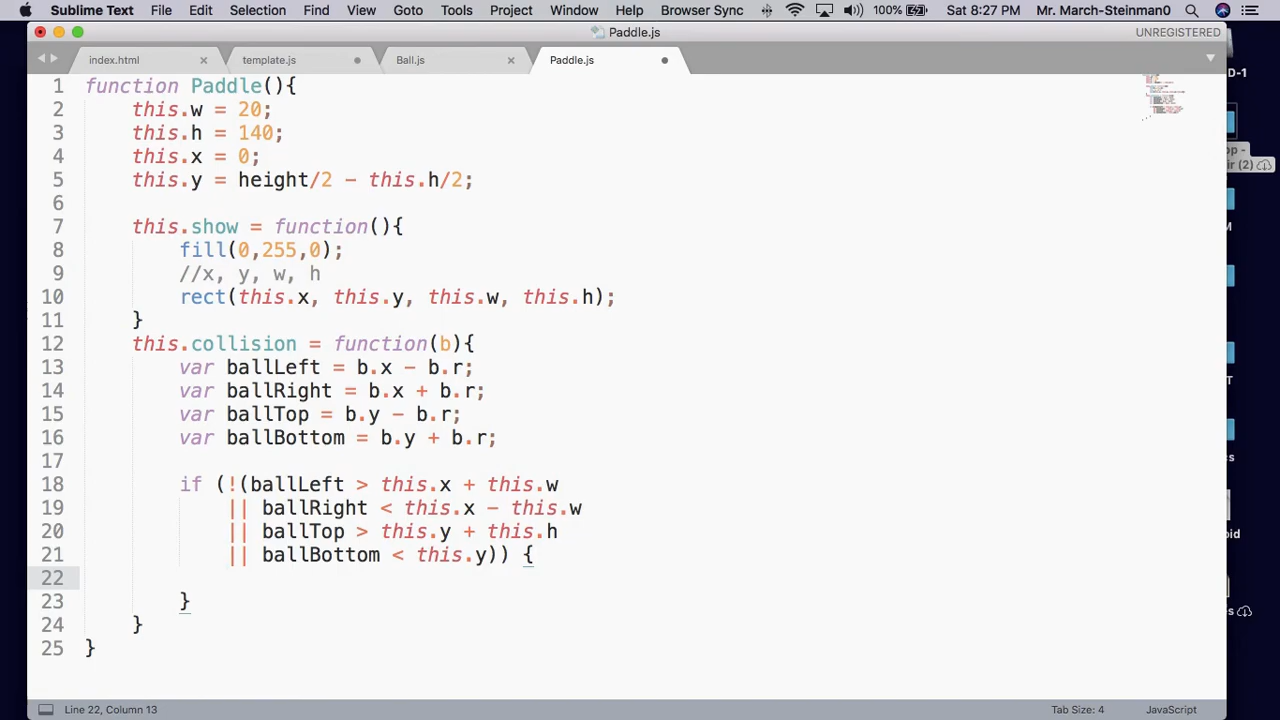 Sublime Text File Edit Selection Find View Goto Tools Project Window Help Browser Sync 100% Sat 8:27 PM Mr. March-Steinman0
Paddle.js UNREGISTERED
index.html template.js Ball.js Paddle.js
1 function Paddle(){
2 this.w = 20;
3 this.h = 140;
4 this.x = 0;
5 this.y = height/2 - this.h/2;
6
7 this.show = function(){
8 fill(0,255,0);
9 //x, y, w, h
10 rect(this.x, this.y, this.w, this.h);
11 }
12 this.collision = function(b){
13 var ballLeft = b.x - b.r;
14 var ballRight = b.x + b.r;
15 var ballTop = b.y - b.r;
16 var ballBottom = b.y + b.r;
17
18 if (!(ballLeft > this.x + this.w
19 || ballRight < this.x - this.w
20 || ballTop > this.y + this.h
21 || ballBottom < this.y)) {
22
23 }
24 }
25 }
Line 22, Column 13 Tab Size: 4 JavaScript